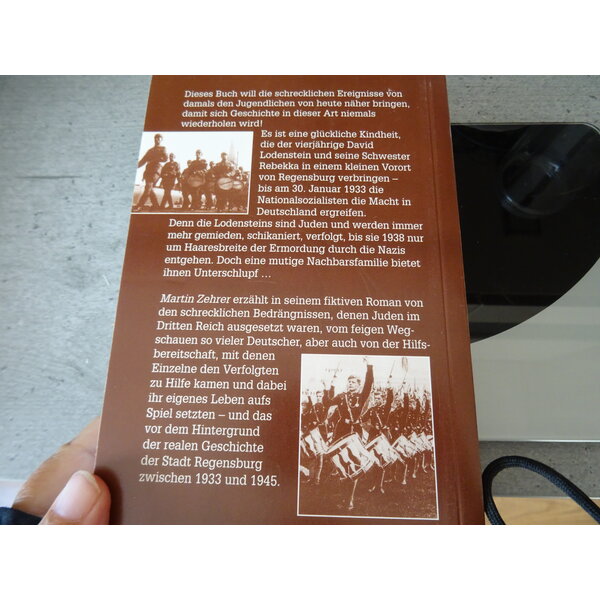 Dieses Buch will die schrecklichen Ereignisse von
damals den Jugendlichen von heute näher bringen,
damit sich Geschichte in dieser Art niemals
wiederholen wird!
Es ist eine glückliche Kindheit,
die der vierjährige David
Lodenstein und seine Schwester
Rebekka in einem kleinen Vorort
von Regensburg verbringen –
bis am 30. Januar 1933 die
Nationalsozialisten die Macht in
Deutschland ergreifen.
Denn die Lodensteins sind Juden und werden immer
mehr gemieden, schikaniert, verfolgt, bis sie 1938 nur
um Haaresbreite der Ermordung durch die Nazis
entgehen. Doch eine mutige Nachbarsfamilie bietet
ihnen Unterschlupf ...
Martin Zehrer erzählt in seinem fiktiven Roman von
den schrecklichen Bedrängnissen, denen Juden im
Dritten Reich ausgesetzt waren, vom feigen Weg-
schauen so vieler Deutscher, aber auch von der Hilfs-
bereitschaft, mit denen
Einzelne den Verfolgten
zu Hilfe kamen und dabei
ihr eigenes Leben aufs
Spiel setzten – und das
vor dem Hintergrund
der realen Geschichte
der Stadt Regensburg
zwischen 1933 und 1945.